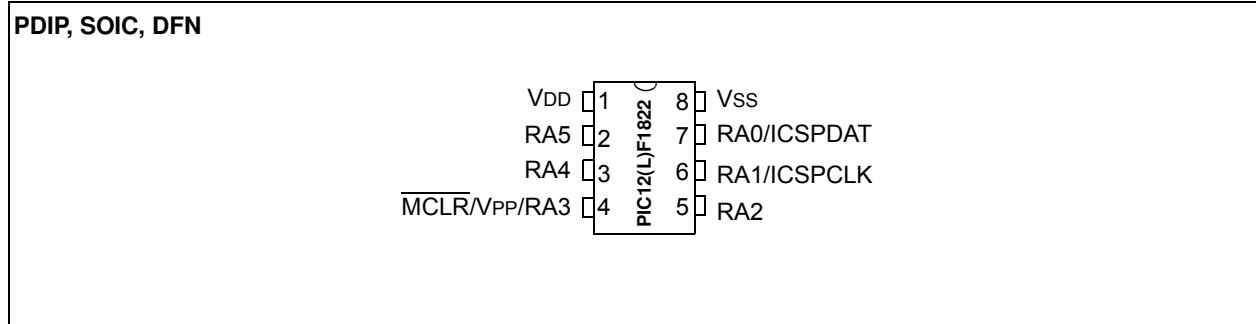 PDIP, SOIC, DFN
VDD 1 8 VSS
RA5 2 7 RA0/ICSPDAT
RA4 3 6 RA1/ICSPCLK
MCLR/VPP/RA3 4 5 RA2
PIC12(L)F1822